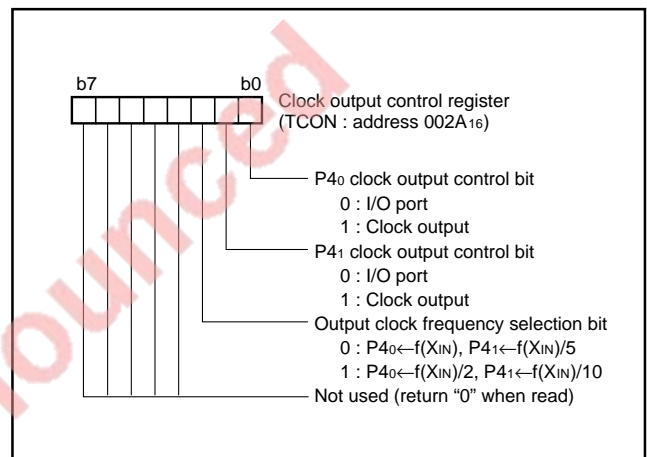 b7 b0
Clock output control register
(TCON : address 002A16)
P40 clock output control bit
0 : I/O port
1 : Clock output
P41 clock output control bit
0 : I/O port
1 : Clock output
Output clock frequency selection bit
0 : P40←f(XIN), P41←f(XIN)/5
1 : P40←f(XIN)/2, P41←f(XIN)/10
Not used (return “0” when read)
ounced